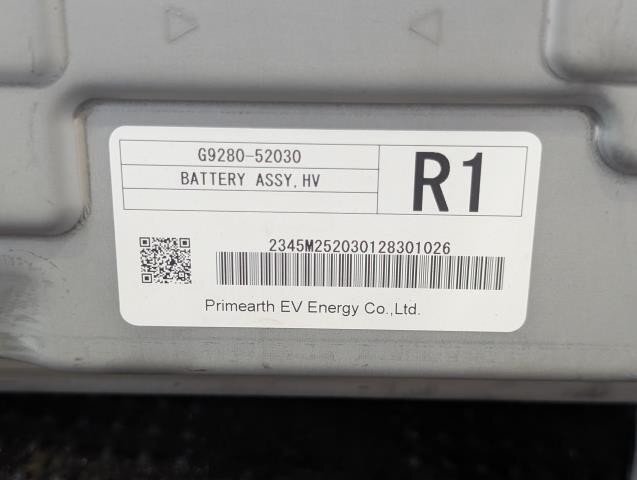 G9280-52030
BATTERY ASSY, HV
R1
2345M252030128301026
Primearth EV Energy Co.,Ltd.